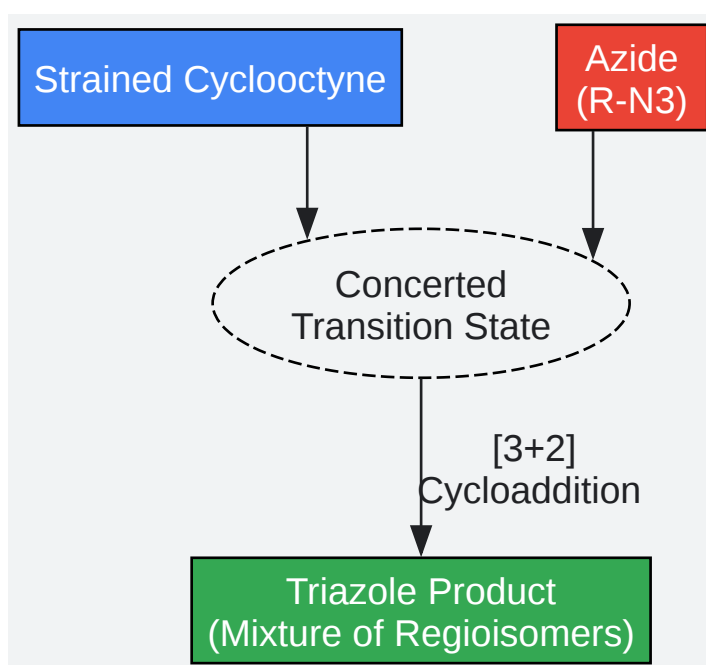 Strained Cyclooctyne
Azide
(R-N3)
Concerted
Transition State
[3+2]
Cycloaddition
Triazole Product
(Mixture of Regioisomers)